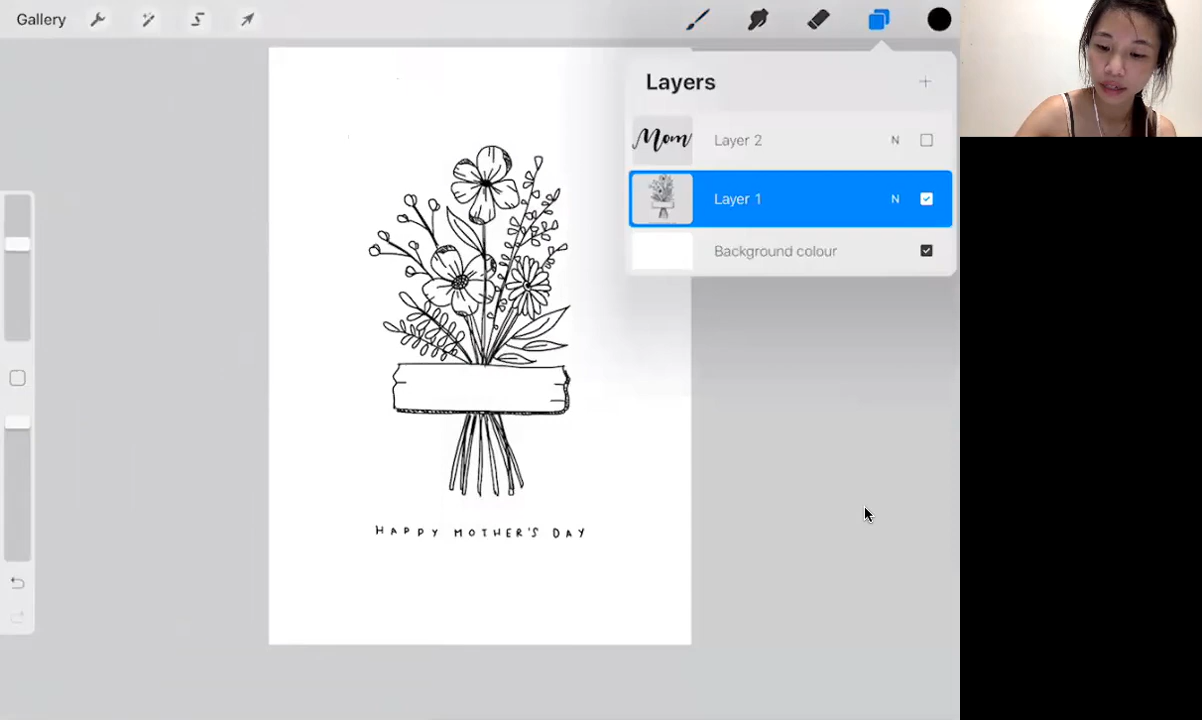 Gallery
Layers
Mom
Layer 2
N
Layer 1
N
Background colour
HAPPY MOTHER'S DAY